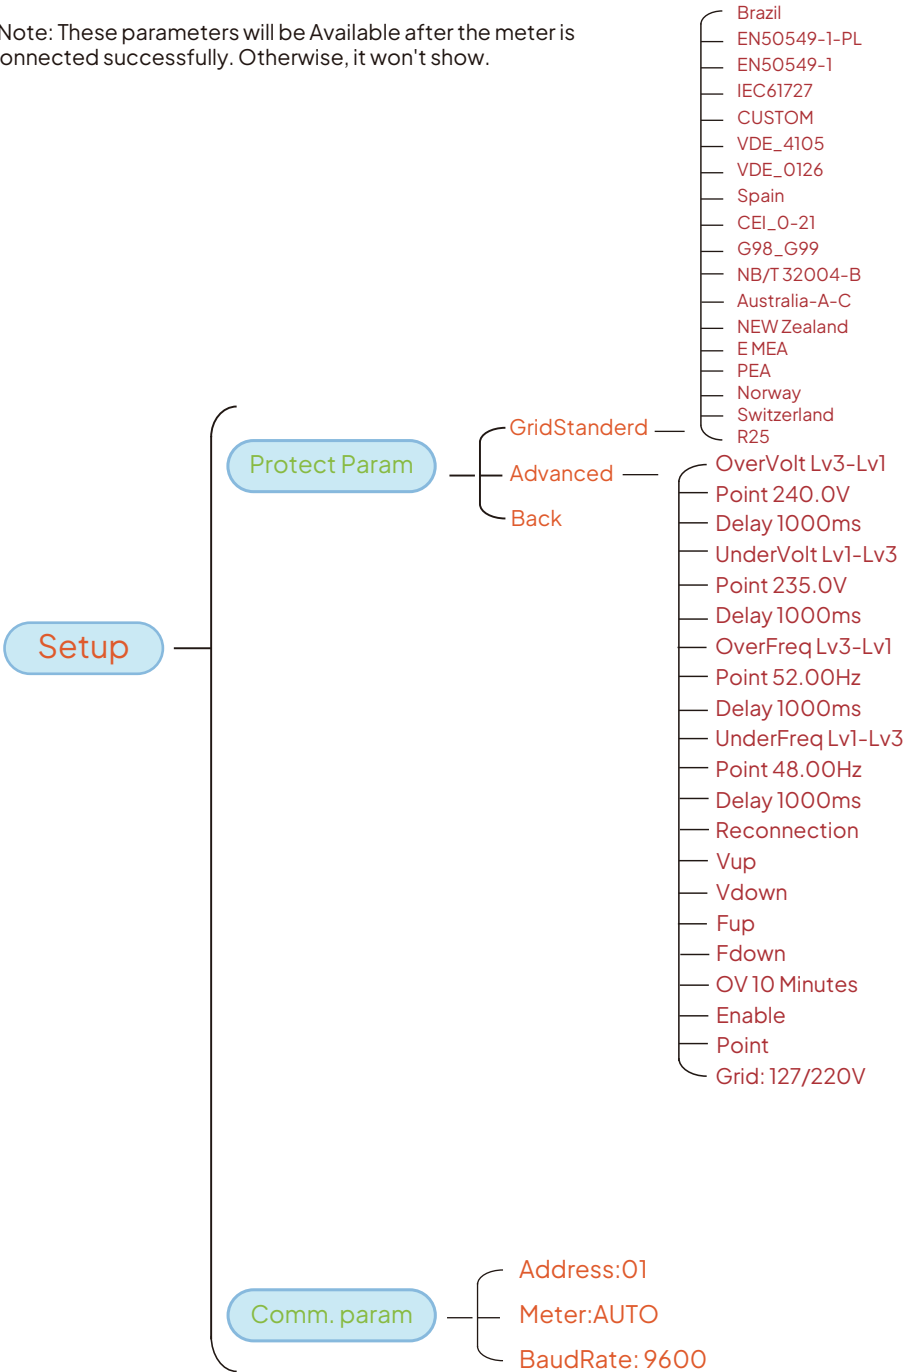 Note: These parameters will be Available after the meter is
onnected successfully. Otherwise, it won't show.
Brazil
EN50549-1-PL
EN50549-1
IEC61727
CUSTOM
VDE_4105
VDE_0126
Spain
CEI_0-21
G98_G99
NB/T 32004-B
Australia-A-C
NEW Zealand
E MEA
PEA
Norway
Switzerland
R25
GridStanderd
Protect Param
Advanced
Back
OverVolt Lv3-Lv1
Point 240.0V
Delay 1000ms
UnderVolt Lv1-Lv3
Point 235.0V
Delay 1000ms
OverFreq Lv3-Lv1
Point 52.00Hz
Delay 1000ms
UnderFreq Lv1-Lv3
Point 48.00Hz
Delay 1000ms
Reconnection
Vup
Vdown
Fup
Fdown
OV 10 Minutes
Enable
Point
Grid: 127/220V
Setup
Comm. param
Address:01
Meter:AUTO
BaudRate: 9600